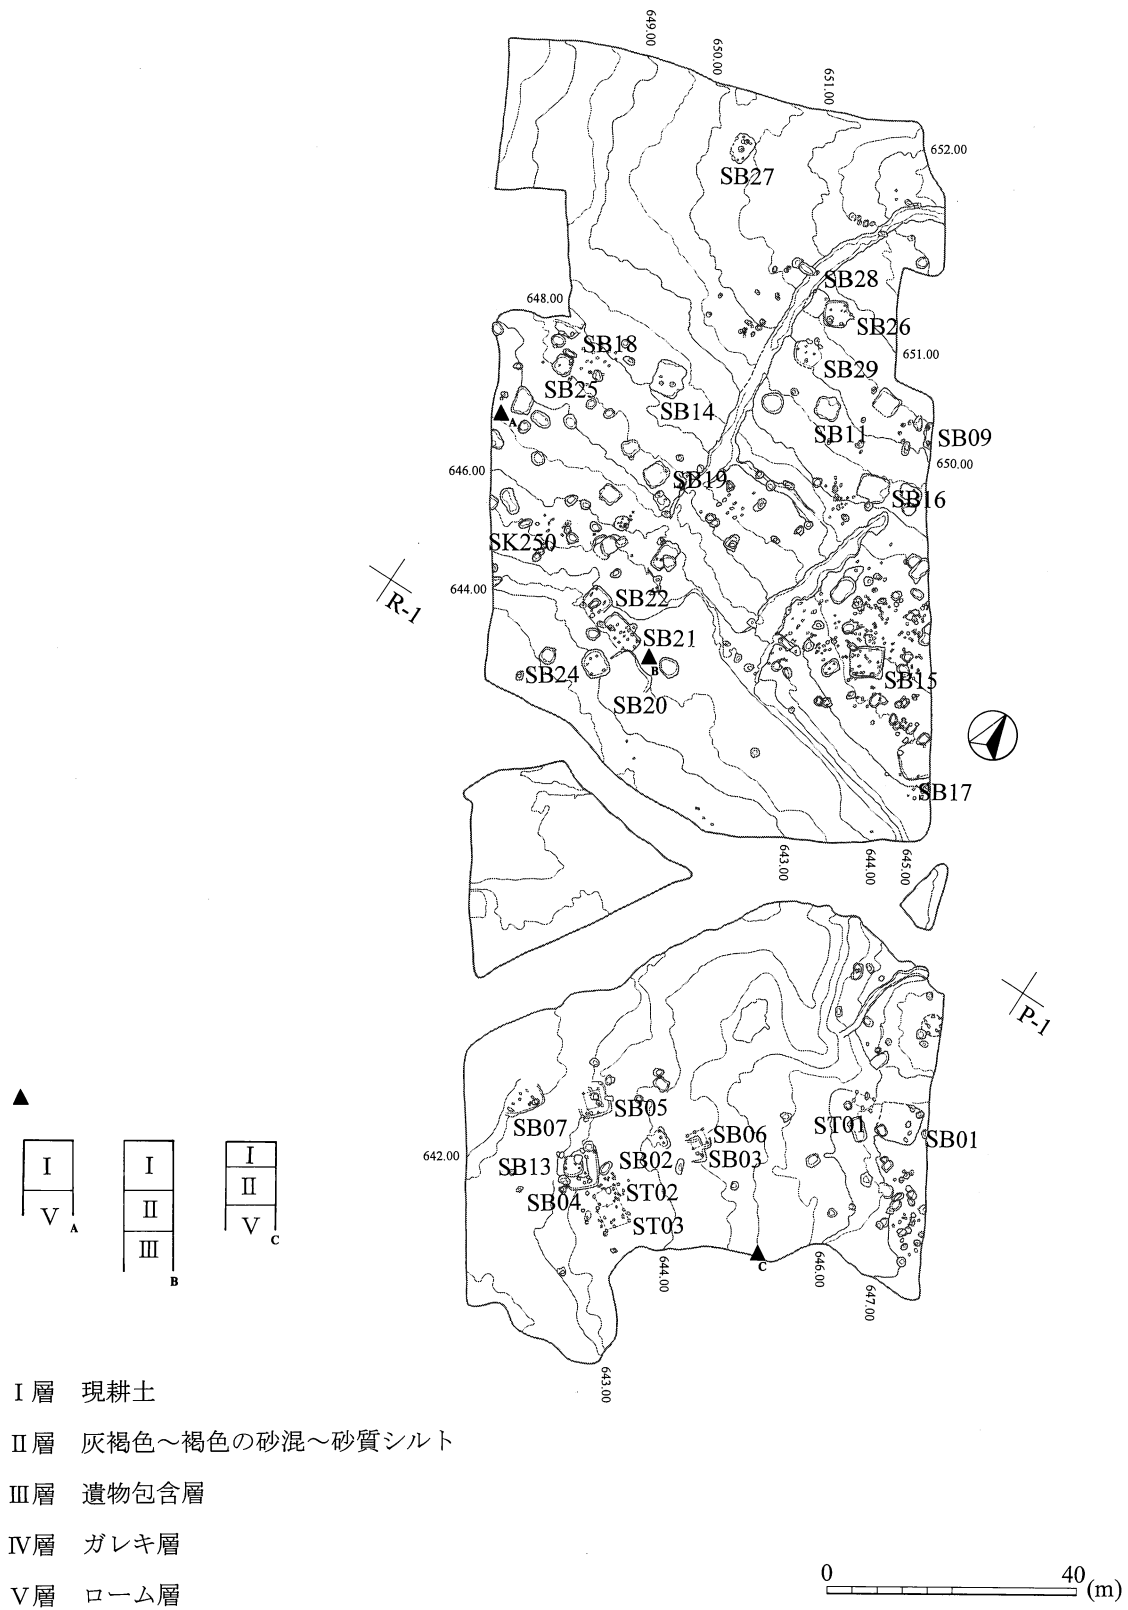 649.00
650.00
651.00
652.00
SB27
SB28
648.00
SB26
SB18
651.00
SB29
SB25
SB14
A
SB11
SB09
650.00
646.00
SB19
SB16
SK250
644.00
SB22
R-1
SB21
B
SB24
SB15
SB20
SB17
643.00
644.00
645.00
P-1
SB05
SB07
ST01
SB06
SB01
642.00
SB13
SB02
SB03
SB04
ST02
ST03
C
644.00
646.00
647.00
643.00
Ⅰ
Ⅴ
A
Ⅰ
Ⅱ
Ⅲ
B
Ⅰ
Ⅱ
Ⅴ
C
Ⅰ層 現耕土
Ⅱ層 灰褐色～褐色の砂混～砂質シルト
Ⅲ層 遺物包含層
Ⅳ層 ガレキ層
Ⅴ層 ローム層
0 40 (m)